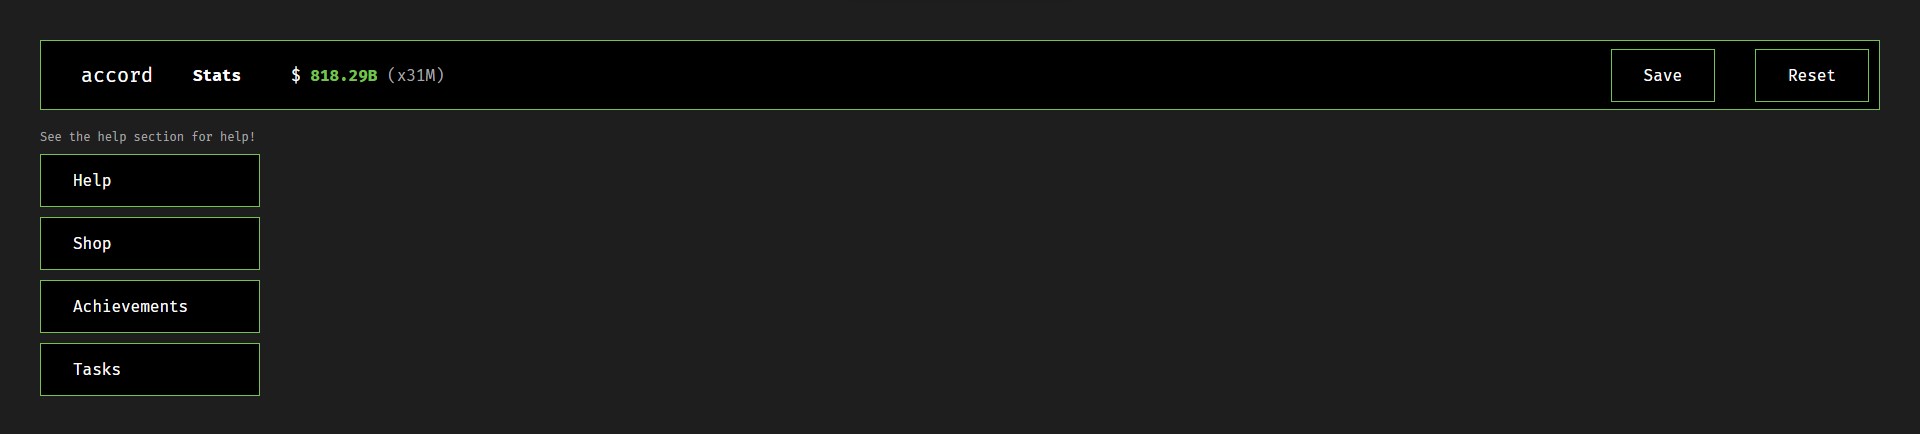 accord Stats $ 818.29B (x31M) Save Reset
See the help section for help!
Help
Shop
Achievements
Tasks